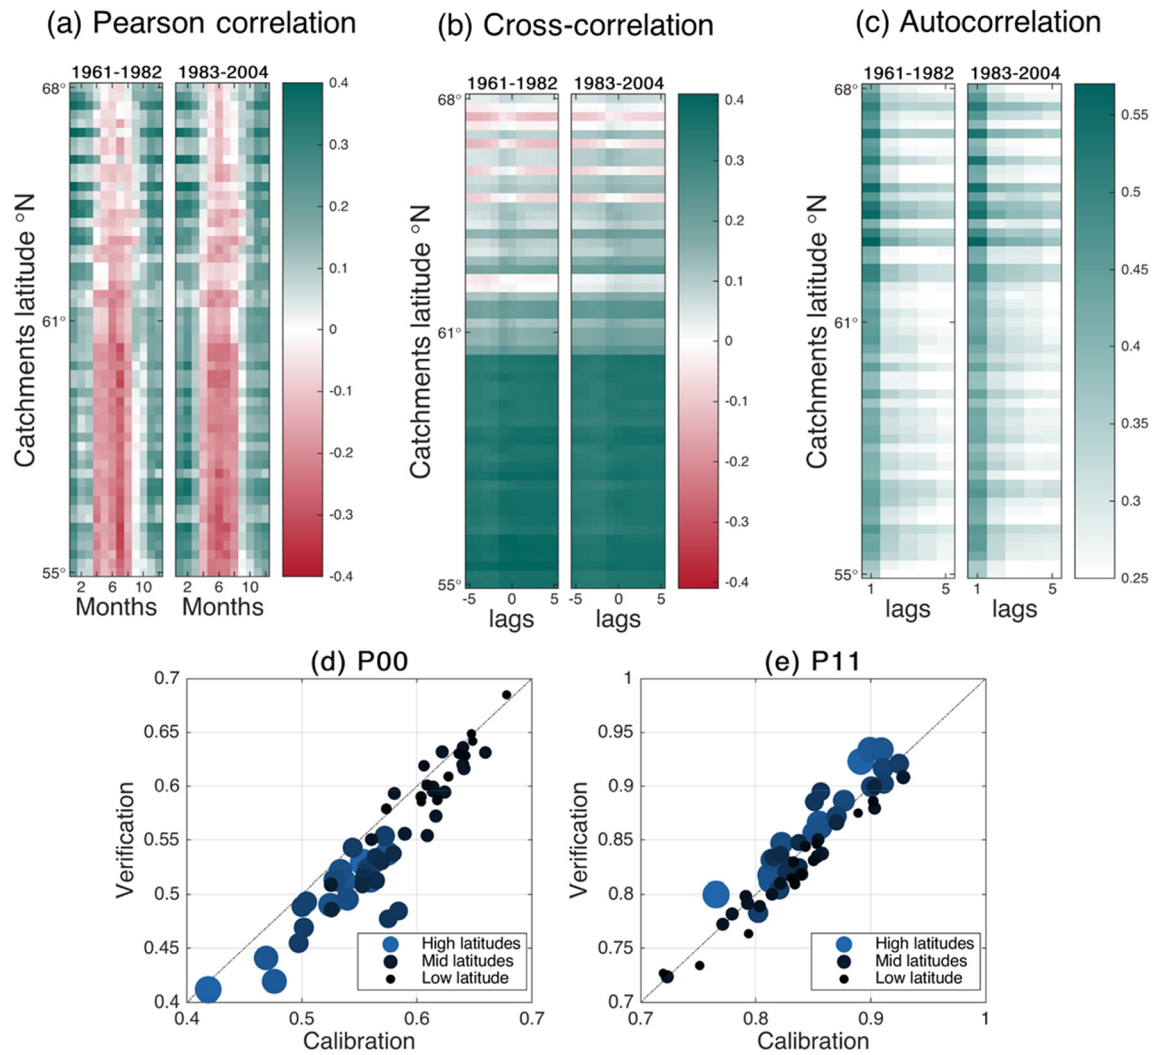 (a) Pearson correlation
(b) Cross-correlation
(c) Autocorrelation
1961-1982 1983-2004
68°
61°
55°
Catchments latitude °N
2 6 10
2 6 10
Months Months
0.4
0.3
0.2
0.1
0
-0.1
-0.2
-0.3
-0.4
1961-1982 1983-2004
68°
61°
55°
Catchments latitude °N
-5 0 5
-5 0 5
lags lags
0.4
0.3
0.2
0.1
0
-0.1
-0.2
-0.3
-0.4
1961-1982 1983-2004
68°
61°
55°
Catchments latitude °N
1 5
1 5
lags lags
0.55
0.5
0.45
0.4
0.35
0.3
0.25
(d) P00
0.7
0.65
0.6
0.55
0.5
0.45
0.4
Verification
0.4 0.5 0.6 0.7
Calibration
High latitudes
Mid latitudes
Low latitude
(e) P11
1
0.95
0.9
0.85
0.8
0.75
0.7
Verification
0.7 0.8 0.9 1
Calibration
High latitudes
Mid latitudes
Low latitude